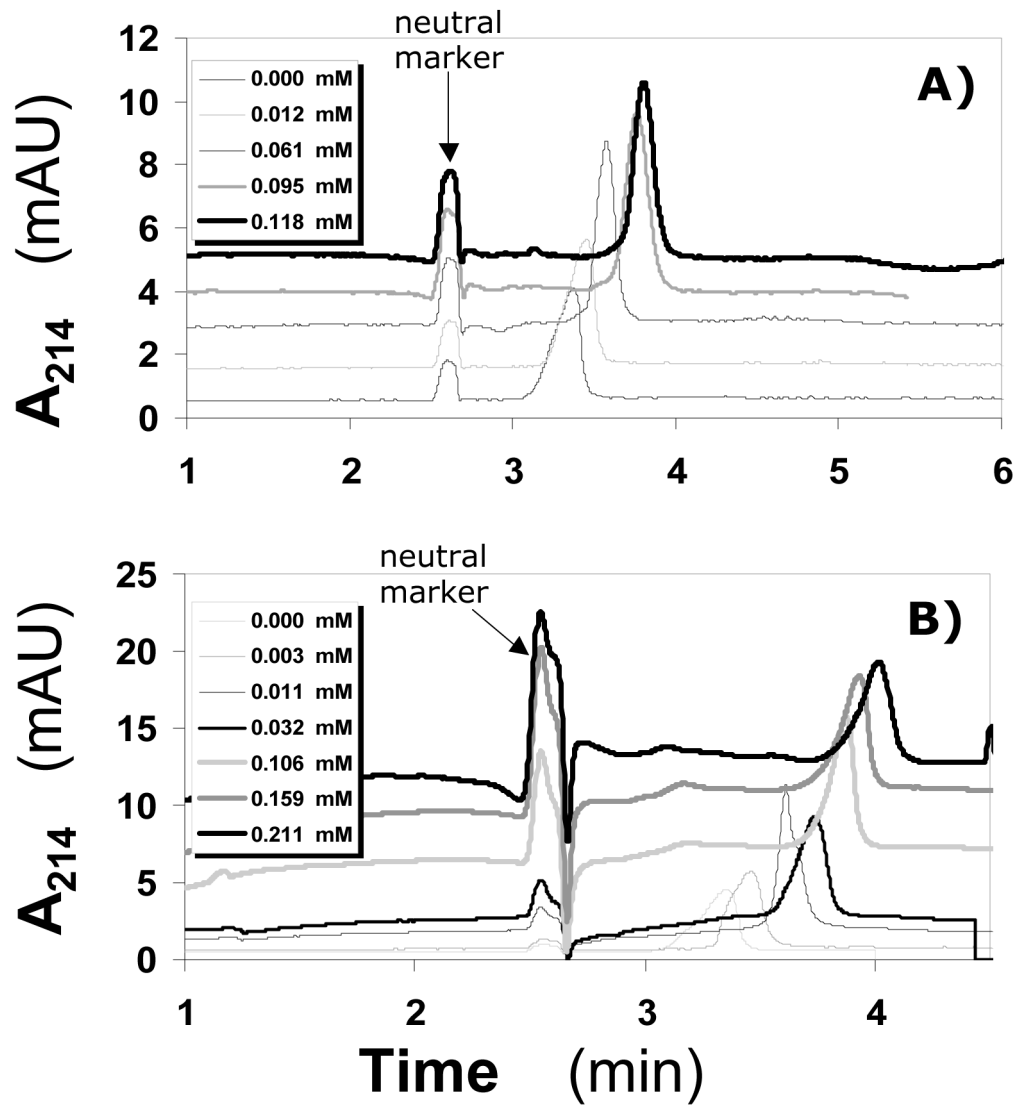 neutral
marker
A)
12
10
8
6
4
2
0
A214 (mAU)
0.000 mM
0.012 mM
0.061 mM
0.095 mM
0.118 mM
1 2 3 4 5 6
neutral
marker
B)
25
20
15
10
5
0
A214 (mAU)
0.000 mM
0.003 mM
0.011 mM
0.032 mM
0.106 mM
0.159 mM
0.211 mM
1 2 3 4
Time (min)